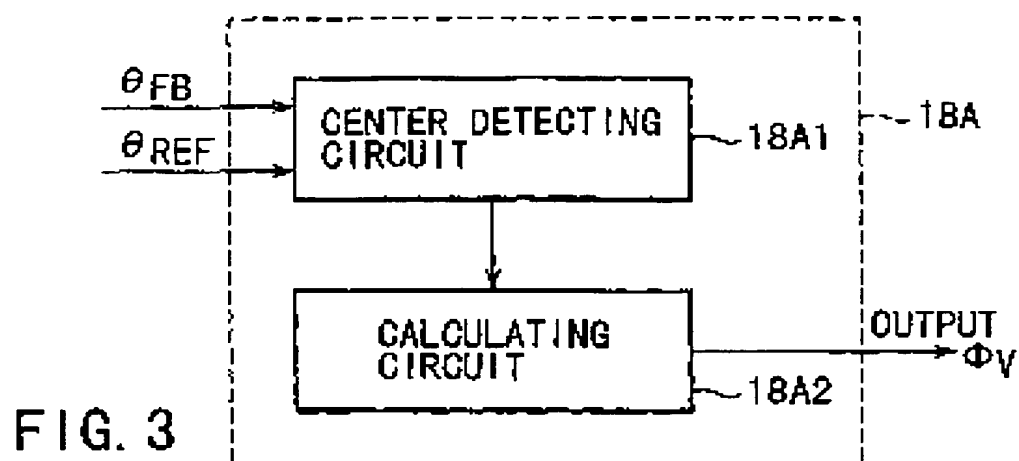 θFB
θREF
CENTER DETECTING
CIRCUIT
18A1
18A
CALCULATING
CIRCUIT
18A2
OUTPUT
ΦV
FIG. 3